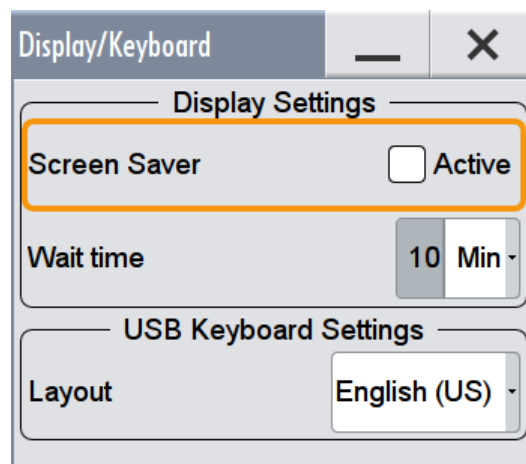 Display/Keyboard
Display Settings
Screen Saver Active
Wait time 10 Min
USB Keyboard Settings
Layout English (US)